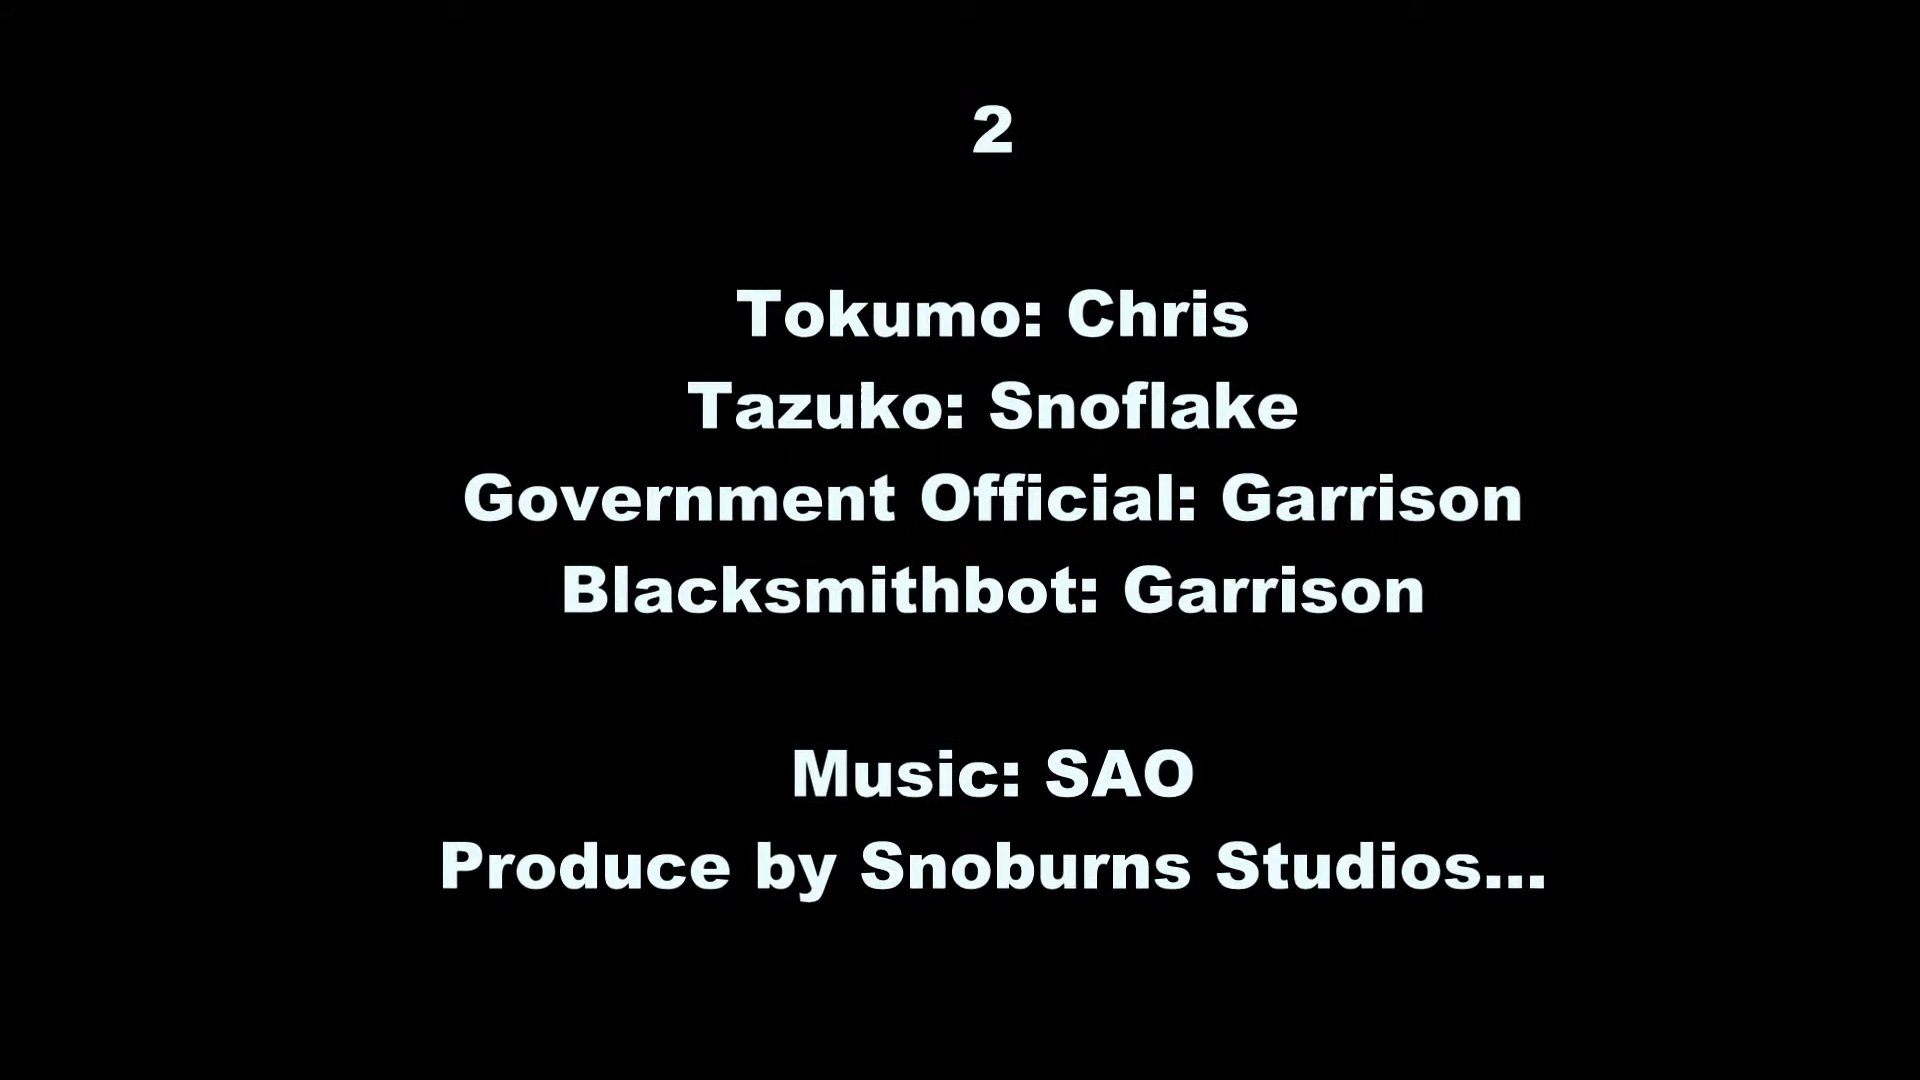 2
Tokumo: Chris
Tazuko: Snoflake
Government Official: Garrison
Blacksmithbot: Garrison
Music: SAO
Produce by Snoburns Studios...